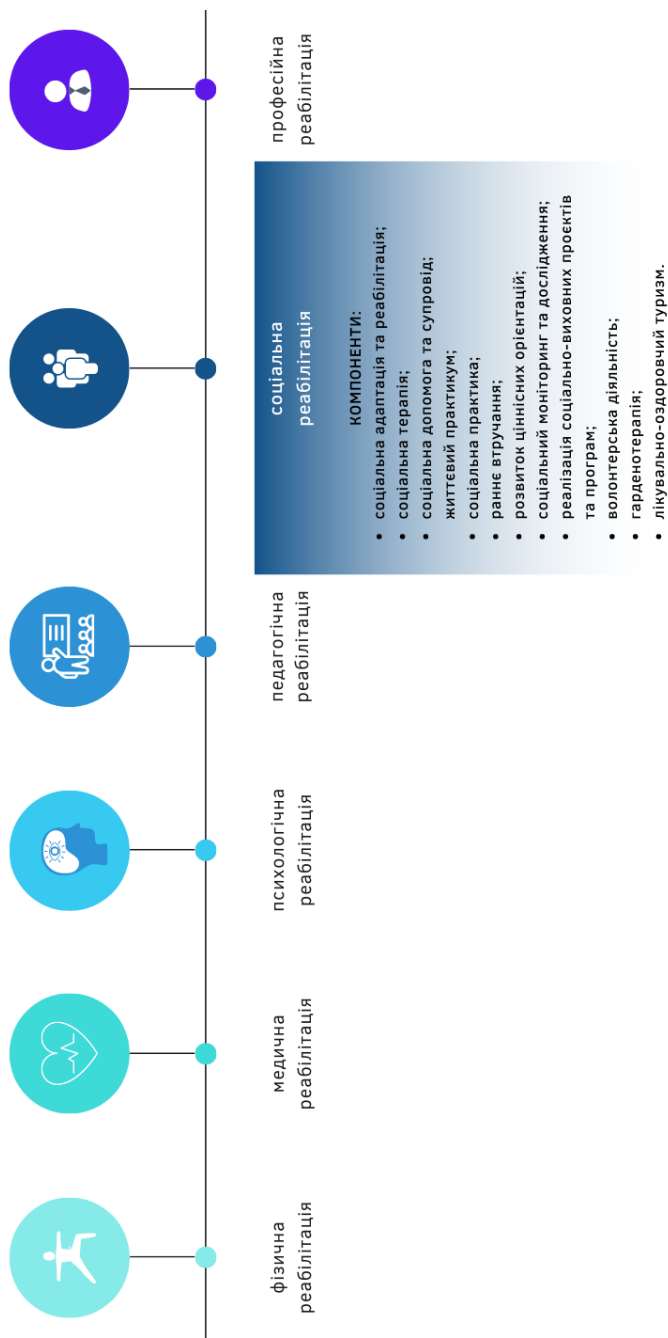 фізична
реабілітація
медична
реабілітація
психологічна
реабілітація
педагогічна
реабілітація
соціальна
реабілітація
КОМПОНЕНТИ:
• соціальна адаптація та реабілітація;
• соціальна терапія;
• соціальна допомога та супровід;
життєвий практикум;
• соціальна практика;
• раннє втручання;
• розвиток ціннісних орієнтацій;
• соціальний моніторинг та дослідження;
• реалізація соціально-виховних проєктів
та програм;
• волонтерська діяльність;
• гарденотерапія;
• лікувально-оздоровчий туризм.
професійна
реабілітація